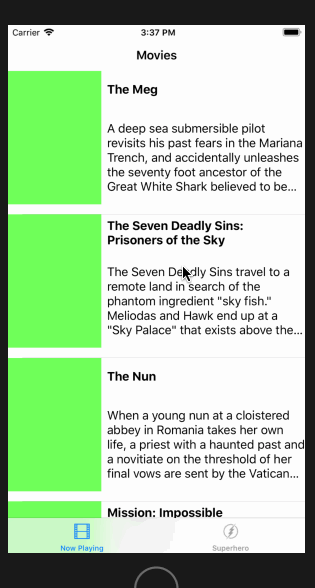 Carrier 3:37 PM
Movies
The Meg
A deep sea submersible pilot
revisits his past fears in the Mariana
Trench, and accidentally unleashes
the seventy foot ancestor of the
Great White Shark believed to be...
The Seven Deadly Sins:
Prisoners of the Sky
The Seven Deadly Sins travel to a
remote land in search of the
phantom ingredient "sky fish."
Meliodas and Hawk end up at a
"Sky Palace" that exists above the...
The Nun
When a young nun at a cloistered
abbey in Romania takes her own
life, a priest with a haunted past and
a novitiate on the threshold of her
final vows are sent by the Vatican...
Mission: Impossible
Now Playing Superhero